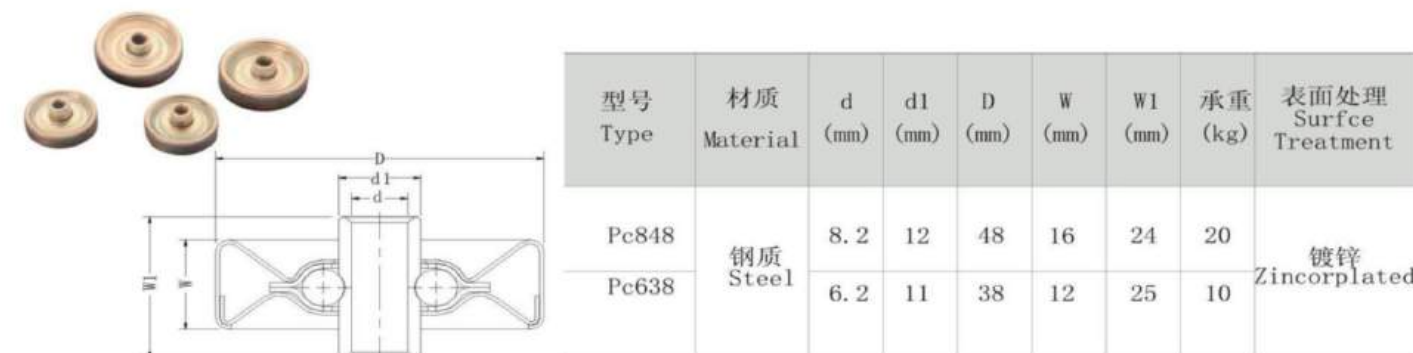 D
d1
d
W1
W
型号 材质 d d1 D W W1 承重 表面处理
Type Material (mm) (mm) (mm) (mm) (mm) (kg) Surfce
Treatment
Pc848 8.2 12 48 16 24 20
钢质 镀锌
Steel Zincorplated
Pc638 6.2 11 38 12 25 10